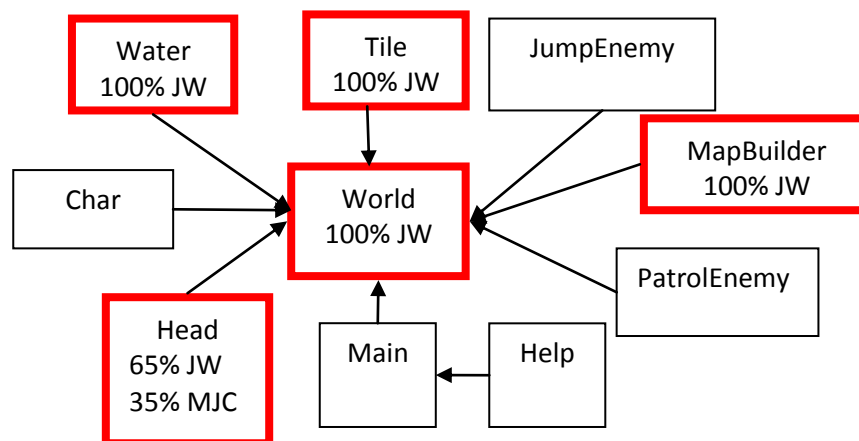 Water
100% JW
Tile
100% JW
JumpEnemy
MapBuilder
100% JW
Char
World
100% JW
PatrolEnemy
Head
65% JW
35% MJC
Main
Help